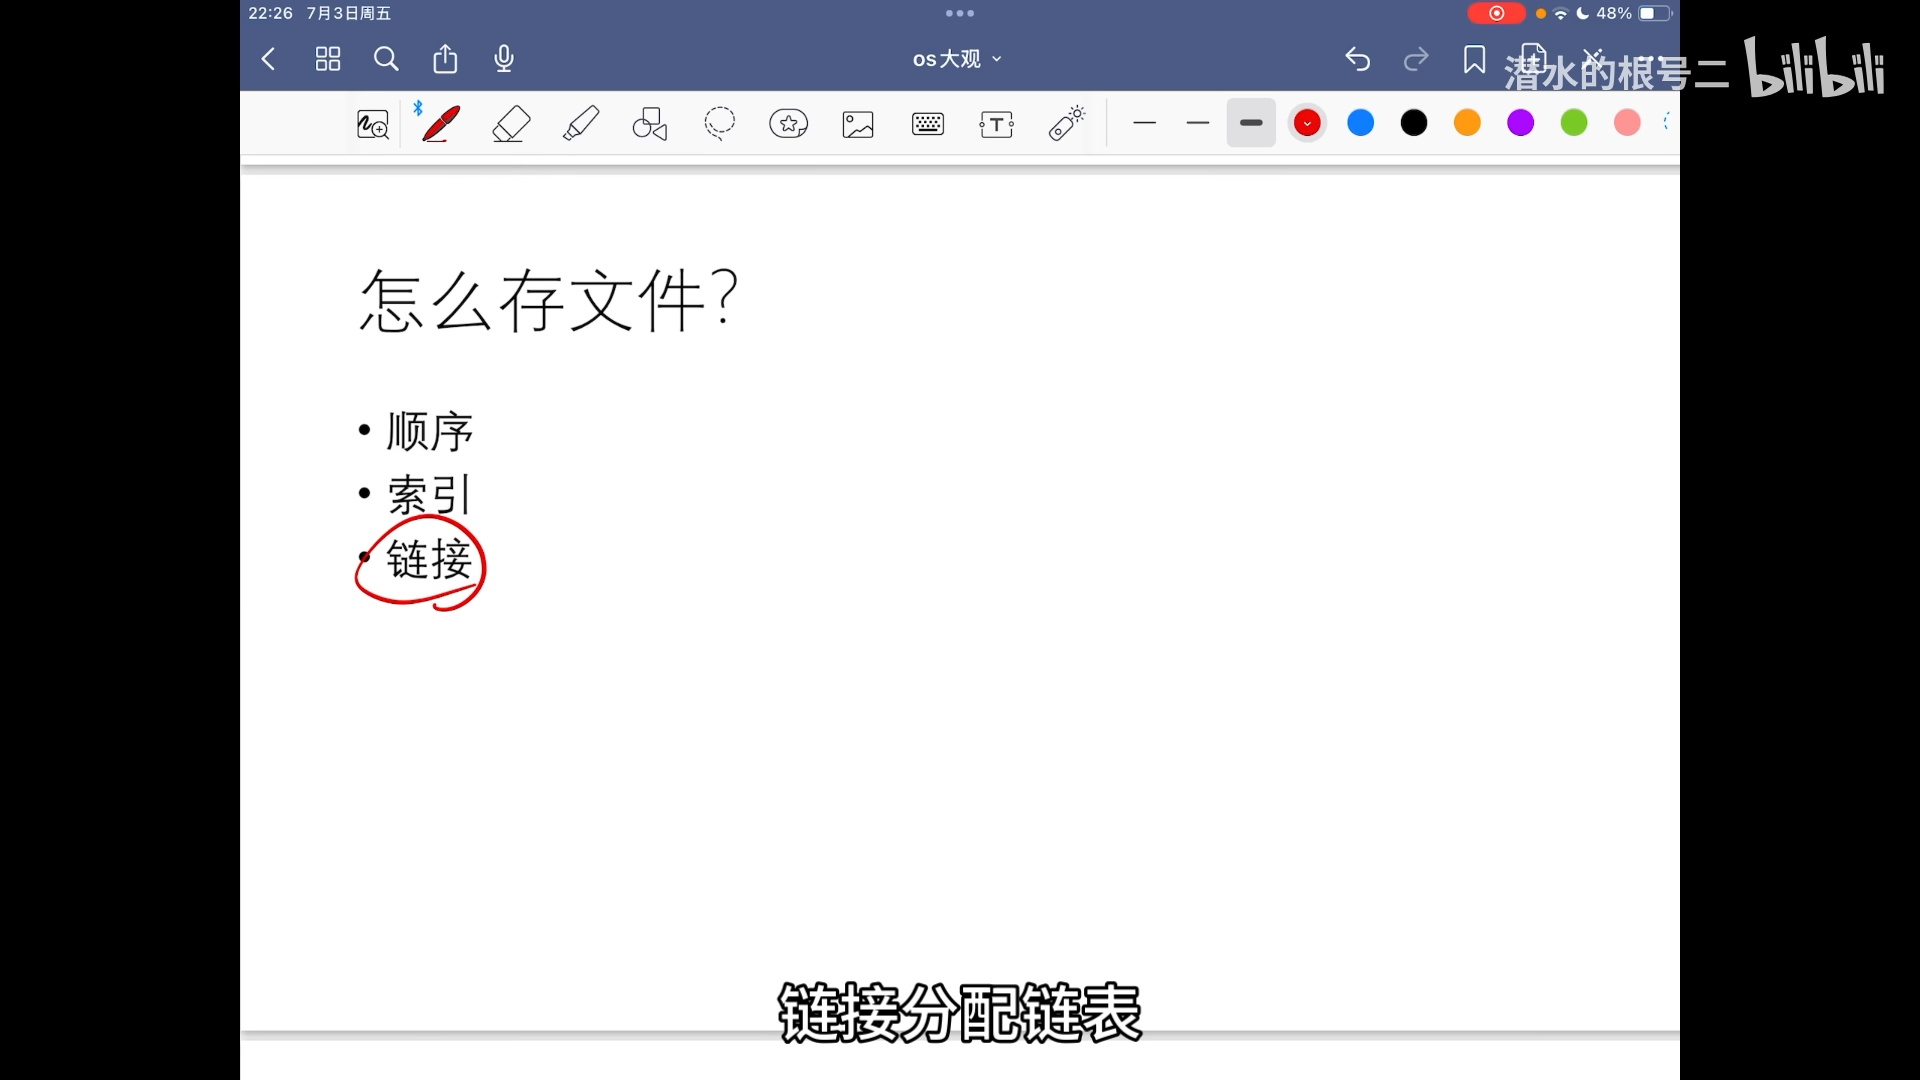 22:26 7月3日周五
48%
os大观
潜水的根号二 bilibili
T
怎么存文件?
• 顺序
• 索引
• 链接
链接分配链表